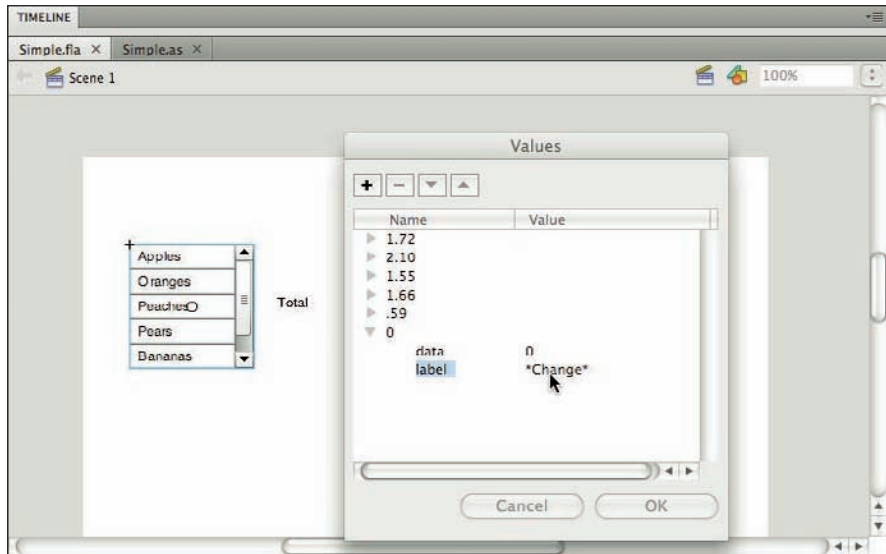 TIMELINE
Simple.fla × Simple.as ×
Scene 1 100%
Values
Name Value
1.72
2.10
1.55
1.66
.59
0
data 0
label *Change*
Cancel OK
Apples
Oranges
Peaches
Pears
Bananas
Total